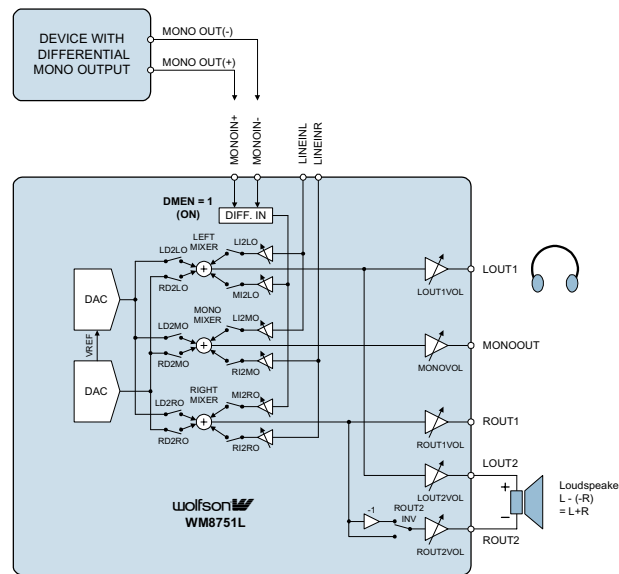 DEVICE WITH
DIFFERENTIAL
MONO OUTPUT
MONO OUT(-)
MONO OUT(+)
MONOIN+
MONOIN-
LINEINL
LINEINR
DMEN = 1
(ON)
DIFF. IN
LEFT
MIXER
LD2LO
RD2LO
LI2LO
MI2LO
LOUT1VOL
LOUT1
DAC
VREF
DAC
MONO
MIXER
LD2MO
RD2MO
LI2MO
RI2MO
MONOVOL
MONOOUT
RIGHT
MIXER
LD2RO
RD2RO
MI2RO
RI2RO
ROUT1VOL
ROUT1
LOUT2
LOUT2VOL
-1
ROUT2
INV
ROUT2VOL
ROUT2
+
–
Loudspeake
L - (-R)
= L+R
wolfson
WM8751L